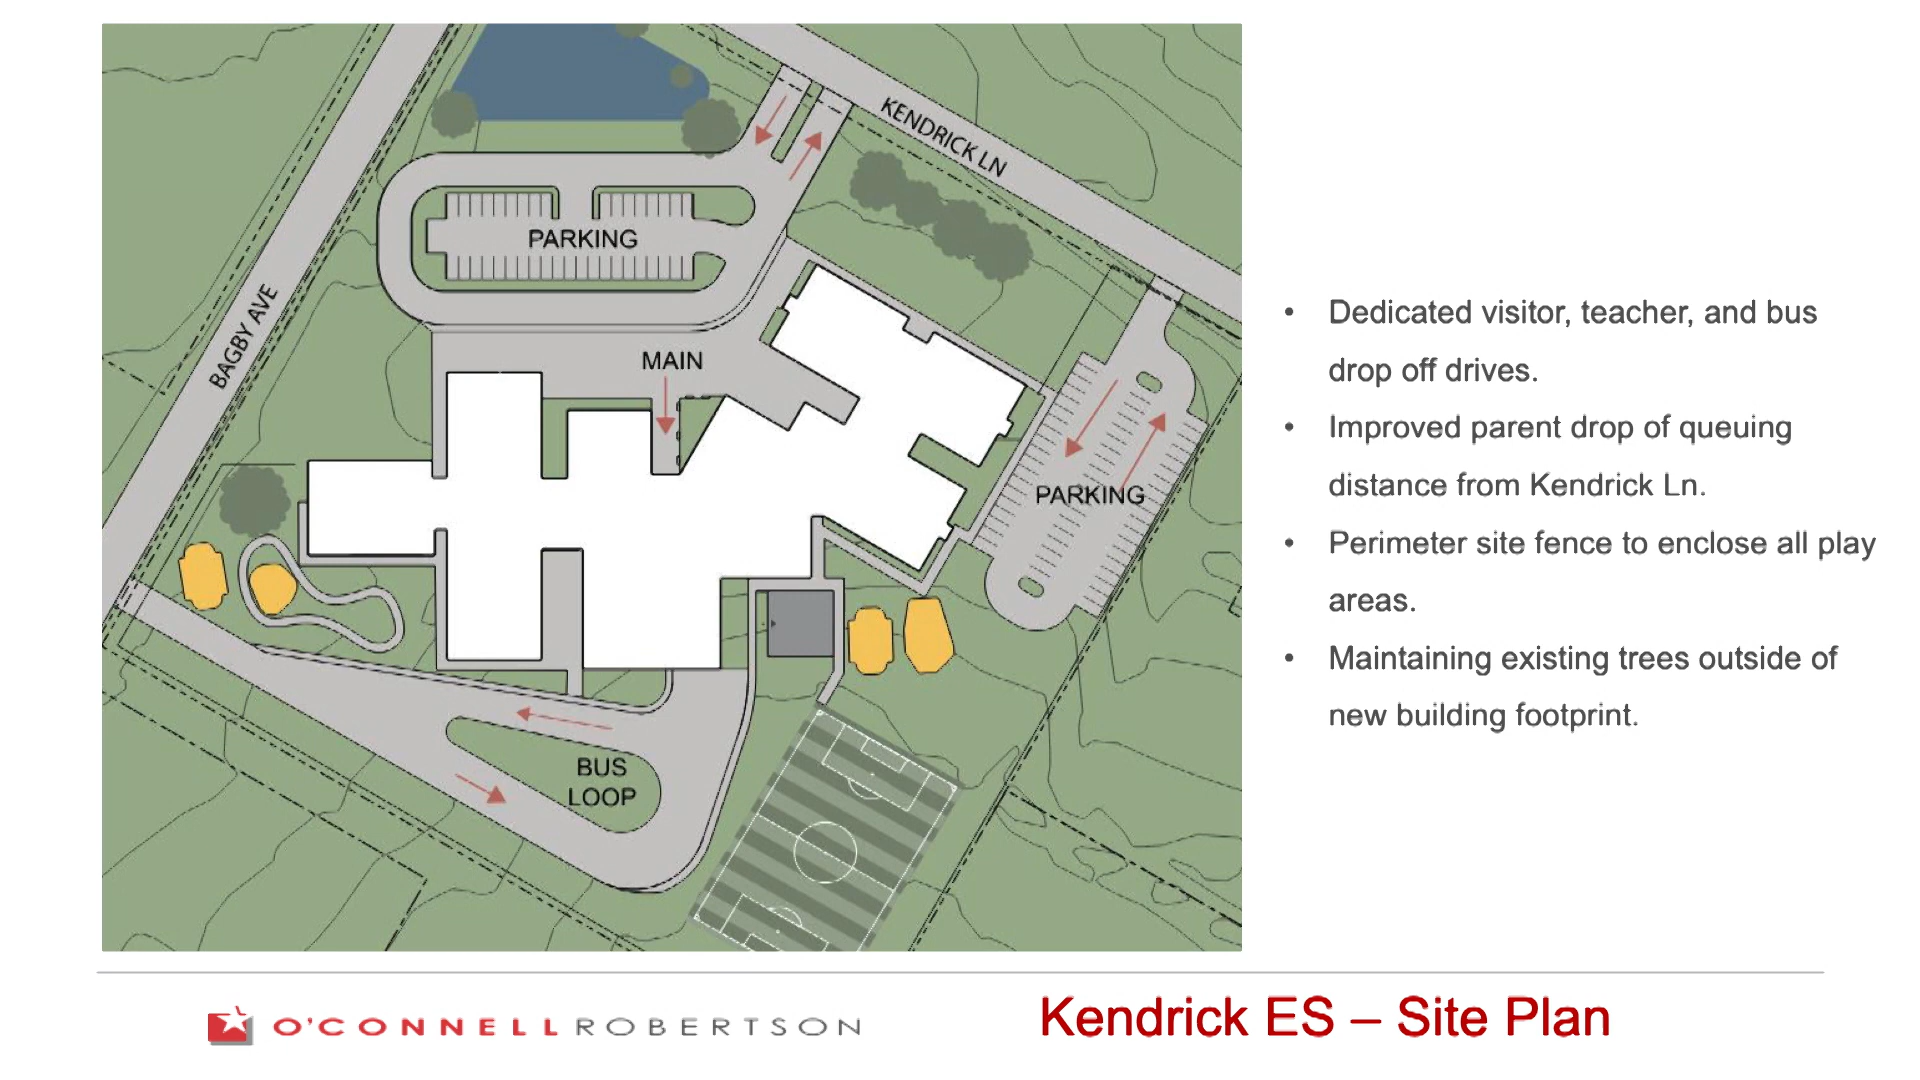 KENDRICK LN
PARKING
BAGBY AVE
MAIN
PARKING
BUS
LOOP
• Dedicated visitor, teacher, and bus
drop off drives.
• Improved parent drop of queuing
distance from Kendrick Ln.
• Perimeter site fence to enclose all play
areas.
• Maintaining existing trees outside of
new building footprint.
O'CONNELLROBERTSON
Kendrick ES – Site Plan